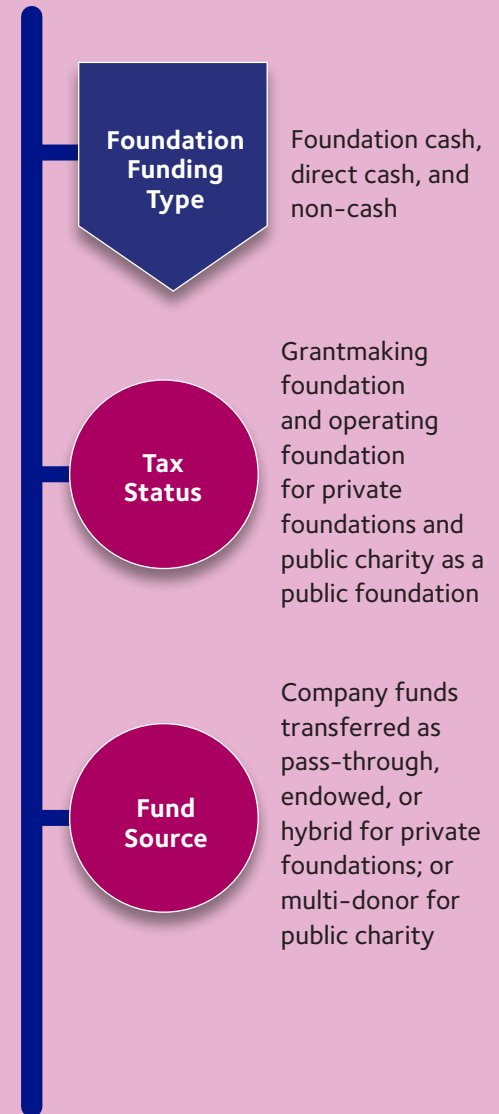 Foundation
Funding
Type
Foundation cash,
direct cash, and
non-cash
Tax
Status
Grantmaking
foundation
and operating
foundation
for private
foundations and
public charity as a
public foundation
Fund
Source
Company funds
transferred as
pass-through,
endowed, or
hybrid for private
foundations; or
multi-donor for
public charity